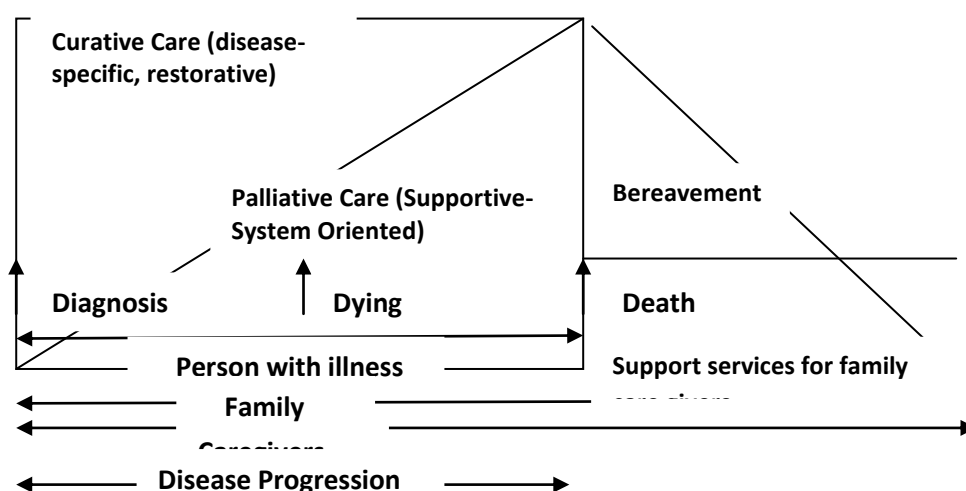 Curative Care (disease-
specific, restorative)
Palliative Care (Supportive-
System Oriented)
Bereavement
Diagnosis
Dying
Death
Person with illness
Support services for family
Family
Disease Progression